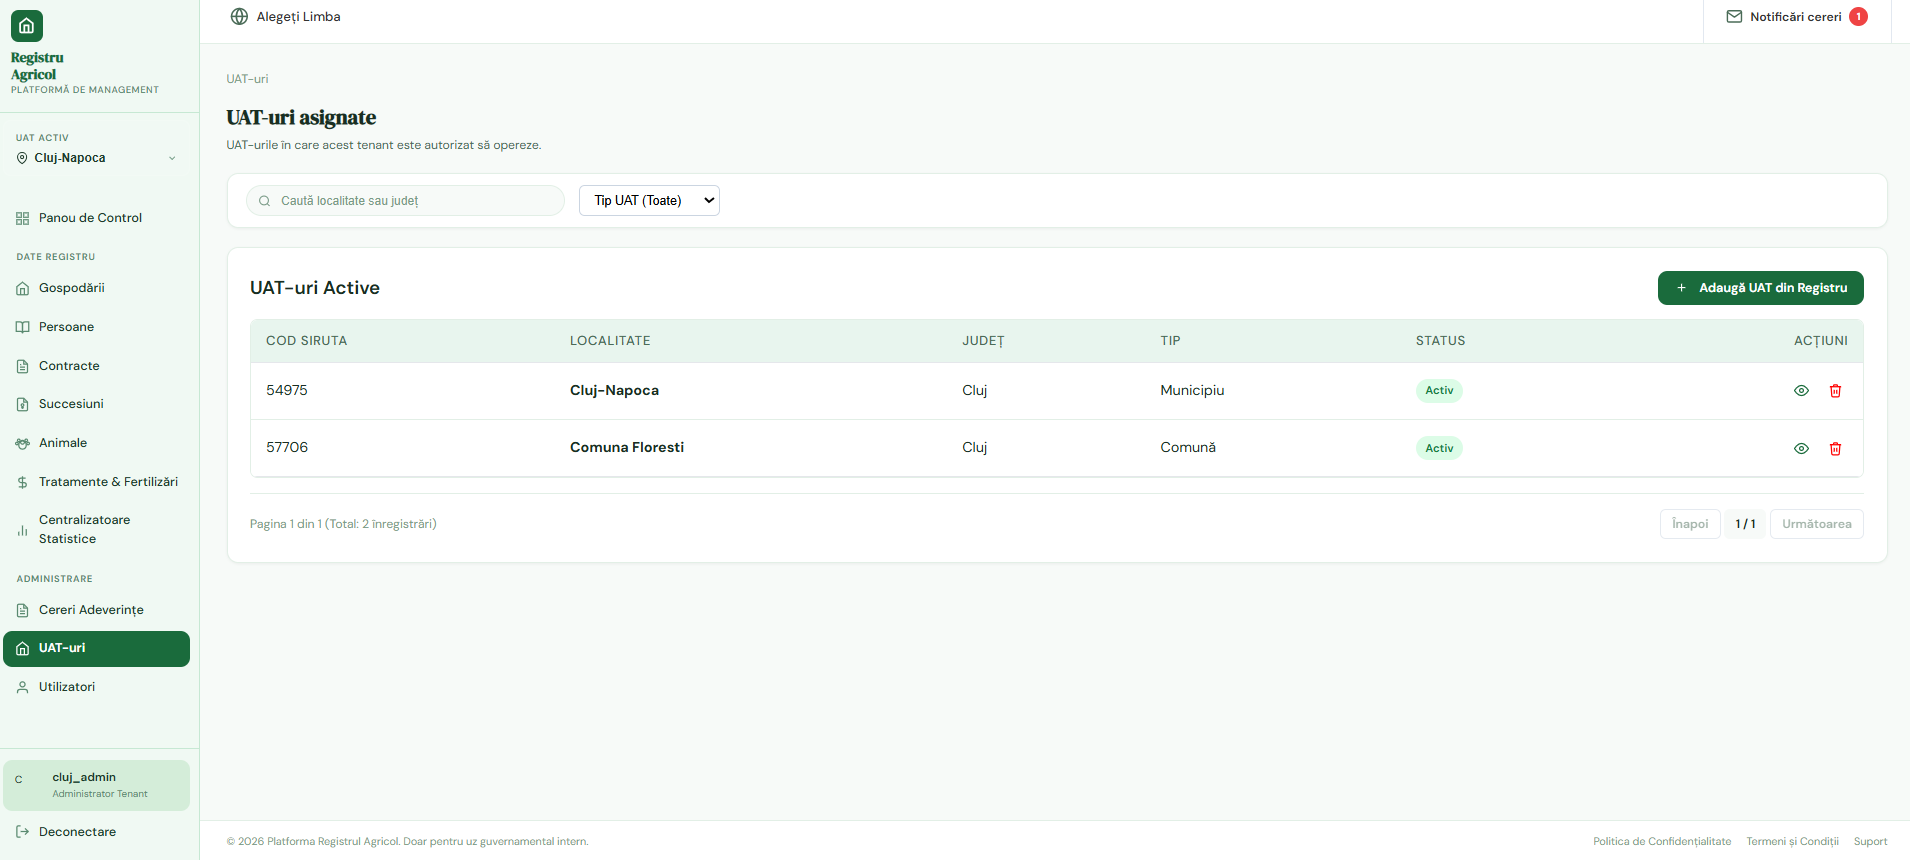 Registru
Agricol
PLATFORMĂ DE MANAGEMENT
UAT ACTIV
Cluj-Napoca
Panou de Control
DATE REGISTRU
Gospodării
Persoane
Contracte
Succesiuni
Animale
Tratamente & Fertilizări
Centralizatoare
Statistice
ADMINISTRARE
Cereri Adeverințe
UAT-uri
Utilizatori
C
cluj_admin
Administrator Tenant
Deconectare
Alegeți Limba
Notificări cereri 1
UAT-uri
UAT-uri asignate
UAT-urile în care acest tenant este autorizat să opereze.
Caută localitate sau județ
Tip UAT (Toate)
UAT-uri Active
+ Adaugă UAT din Registru
COD SIRUTA LOCALITATE JUDEȚ TIP STATUS ACȚIUNI
54975 Cluj-Napoca Cluj Municipiu Activ
57706 Comuna Floresti Cluj Comună Activ
Pagina 1 din 1 (Total: 2 înregistrări)
Înapoi 1 / 1 Următoarea
© 2026 Platforma Registrul Agricol. Doar pentru uz guvernamental intern.
Politica de Confidențialitate Termeni și Condiții Suport